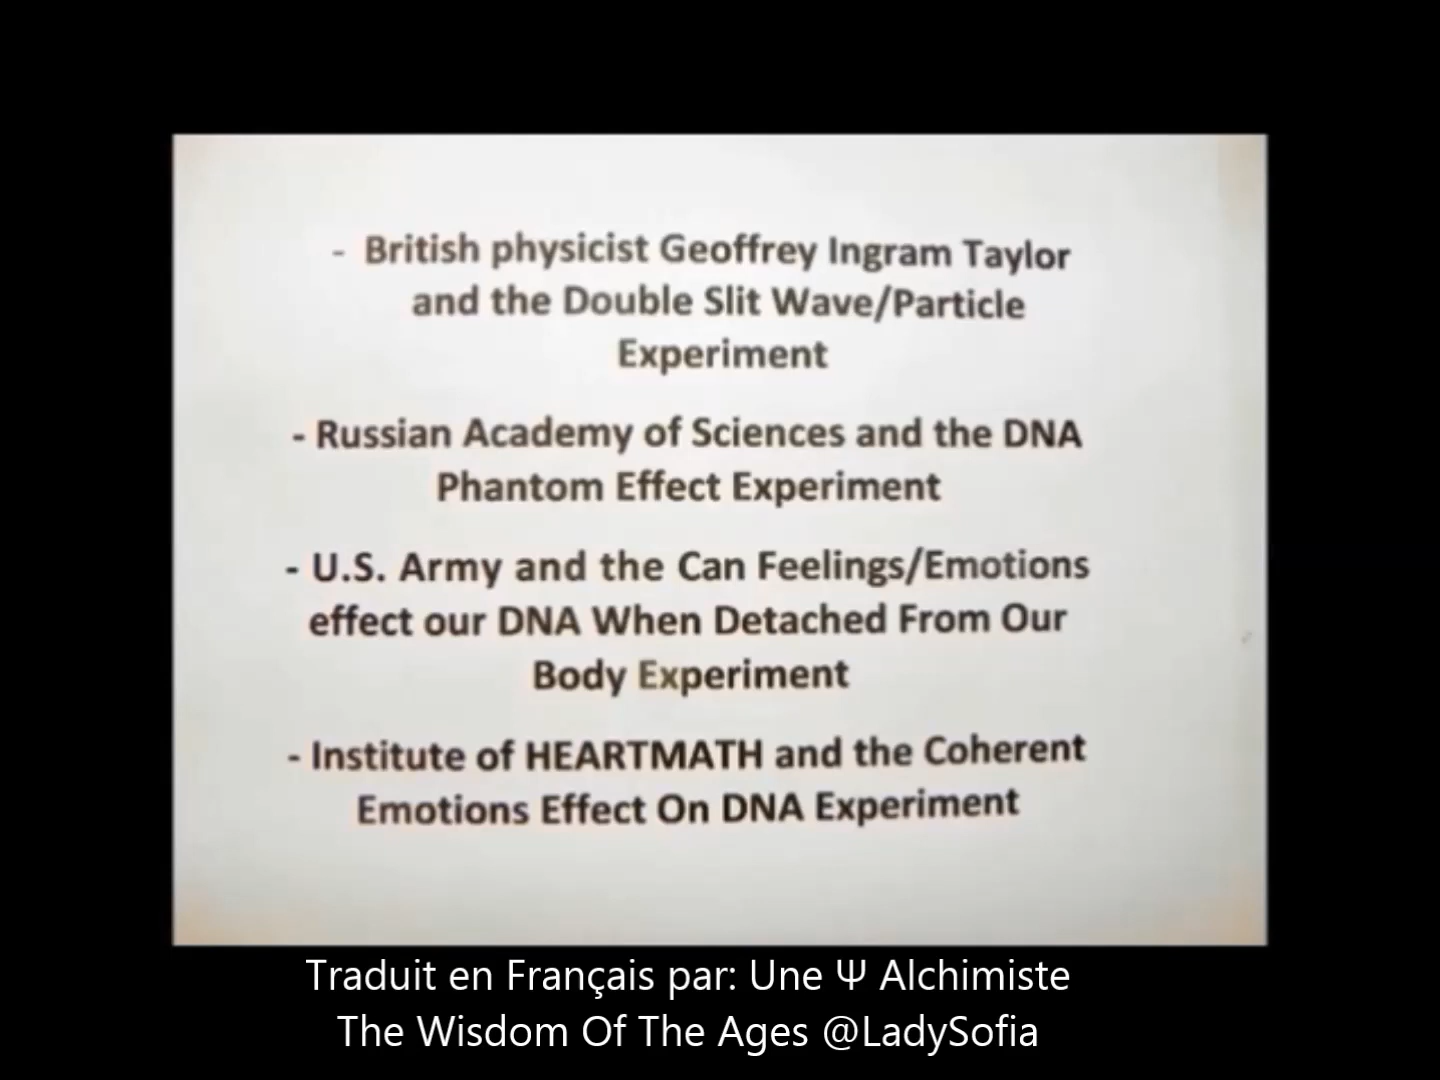 - British physicist Geoffrey Ingram Taylor
and the Double Slit Wave/Particle
Experiment
- Russian Academy of Sciences and the DNA
Phantom Effect Experiment
- U.S. Army and the Can Feelings/Emotions
effect our DNA When Detached From Our
Body Experiment
- Institute of HEARTMATH and the Coherent
Emotions Effect On DNA Experiment
Traduit en Français par: Une Ψ Alchimiste
The Wisdom Of The Ages @LadySofia